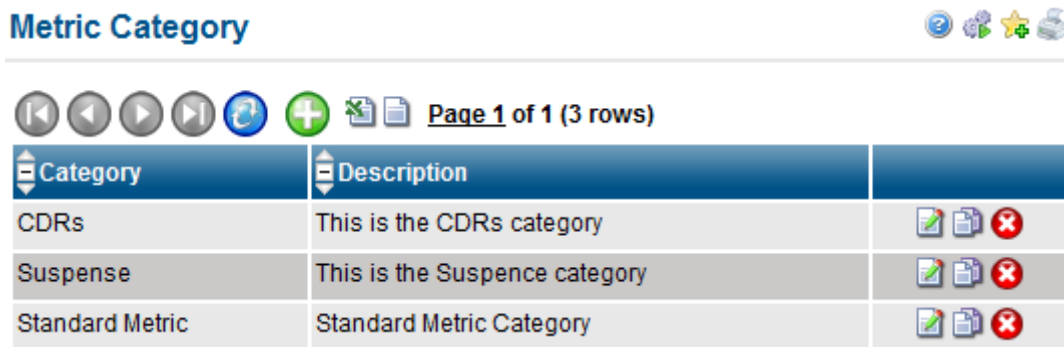 Metric Category
Page 1 of 1 (3 rows)
Category Description
CDRs This is the CDRs category
Suspense This is the Suspence category
Standard Metric Standard Metric Category